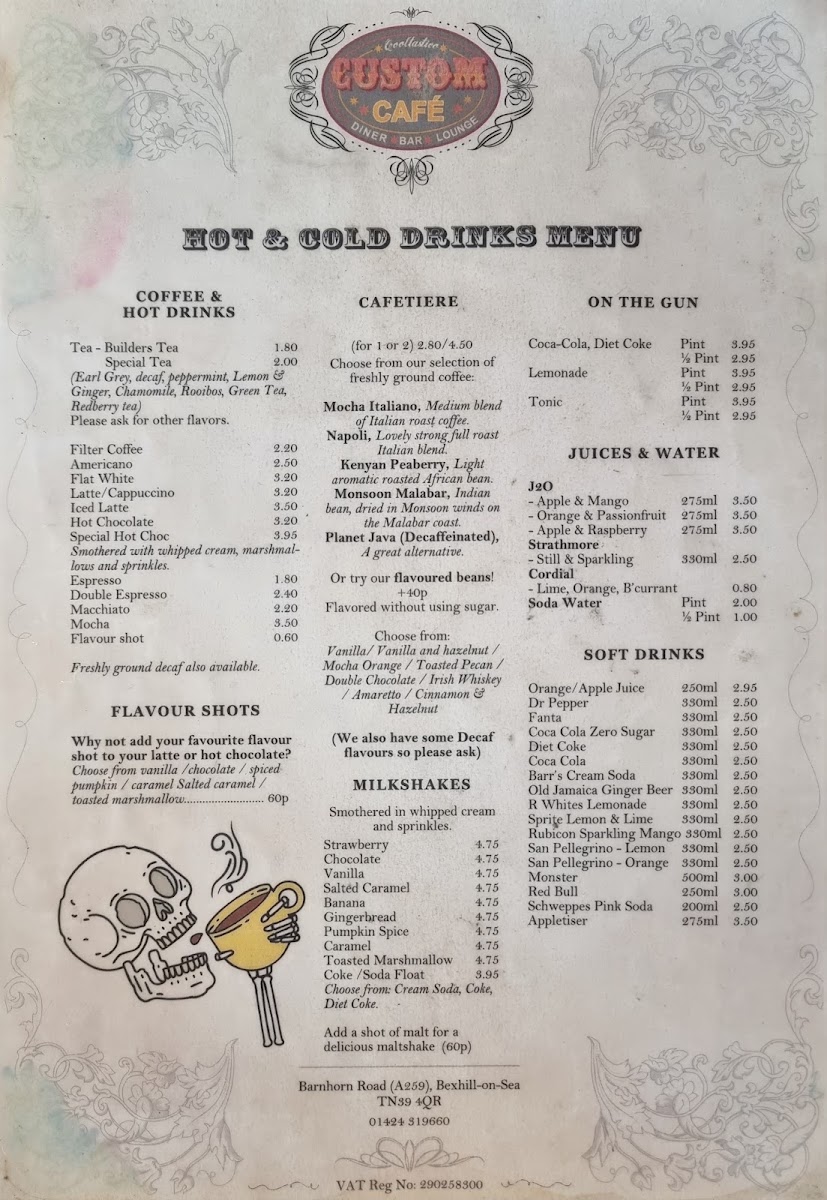 Cooltastico
CUSTOM
CAFÉ
DINER BAR LOUNGE
HOT & COLD DRINKS MENU
COFFEE &
HOT DRINKS
Tea - Builders Tea 1.80
Special Tea 2.00
(Earl Grey, decaf, peppermint, Lemon &
Ginger, Chamomile, Rooibos, Green Tea,
Redberry tea)
Please ask for other flavors.
Filter Coffee 2.20
Americano 2.50
Flat White 3.20
Latte/Cappuccino 3.20
Iced Latte 3.50
Hot Chocolate 3.20
Special Hot Choc 3.95
Smothered with whipped cream, marshmal-
lows and sprinkles.
Espresso 1.80
Double Espresso 2.40
Macchiato 2.20
Mocha 3.50
Flavour shot 0.60
Freshly ground decaf also available.
FLAVOUR SHOTS
Why not add your favourite flavour
shot to your latte or hot chocolate?
Choose from vanilla /chocolate / spiced
pumpkin / caramel Salted caramel /
toasted marshmallow.......................... 60p
CAFETIERE
(for 1 or 2) 2.80/4.50
Choose from our selection of
freshly ground coffee:
Mocha Italiano, Medium blend
of Italian roast coffee.
Napoli, Lovely strong full roast
Italian blend.
Kenyan Peaberry, Light
aromatic roasted African bean.
Monsoon Malabar, Indian
bean, dried in Monsoon winds on
the Malabar coast.
Planet Java (Decaffeinated),
A great alternative.
Or try our flavoured beans!
+40p
Flavored without using sugar.
Choose from:
Vanilla/ Vanilla and hazelnut /
Mocha Orange / Toasted Pecan /
Double Chocolate / Irish Whiskey
/ Amaretto / Cinnamon &
Hazelnut
(We also have some Decaf
flavours so please ask)
MILKSHAKES
Smothered in whipped cream
and sprinkles.
Strawberry 4.75
Chocolate 4.75
Vanilla 4.75
Salted Caramel 4.75
Banana 4.75
Gingerbread 4.75
Pumpkin Spice 4.75
Caramel 4.75
Toasted Marshmallow 4.75
Coke /Soda Float 3.95
Choose from: Cream Soda, Coke,
Diet Coke.
Add a shot of malt for a
delicious maltshake (60p)
ON THE GUN
Coca-Cola, Diet Coke Pint 3.95
½ Pint 2.95
Lemonade Pint 3.95
½ Pint 2.95
Tonic Pint 3.95
½ Pint 2.95
JUICES & WATER
J2O
- Apple & Mango 275ml 3.50
- Orange & Passionfruit 275ml 3.50
- Apple & Raspberry 275ml 3.50
Strathmore
- Still & Sparkling 330ml 2.50
Cordial
- Lime, Orange, B'currant 0.80
Soda Water Pint 2.00
½ Pint 1.00
SOFT DRINKS
Orange/Apple Juice 250ml 2.95
Dr Pepper 330ml 2.50
Fanta 330ml 2.50
Coca Cola Zero Sugar 330ml 2.50
Diet Coke 330ml 2.50
Coca Cola 330ml 2.50
Barr's Cream Soda 330ml 2.50
Old Jamaica Ginger Beer 330ml 2.50
R Whites Lemonade 330ml 2.50
Sprite Lemon & Lime 330ml 2.50
Rubicon Sparkling Mango 330ml 2.50
San Pellegrino - Lemon 330ml 2.50
San Pellegrino - Orange 330ml 2.50
Monster 500ml 3.00
Red Bull 250ml 3.00
Schweppes Pink Soda 200ml 2.50
Appletiser 275ml 3.50
Barnhorn Road (A259), Bexhill-on-Sea
TN39 4QR
01424 319660
VAT Reg No: 290258300